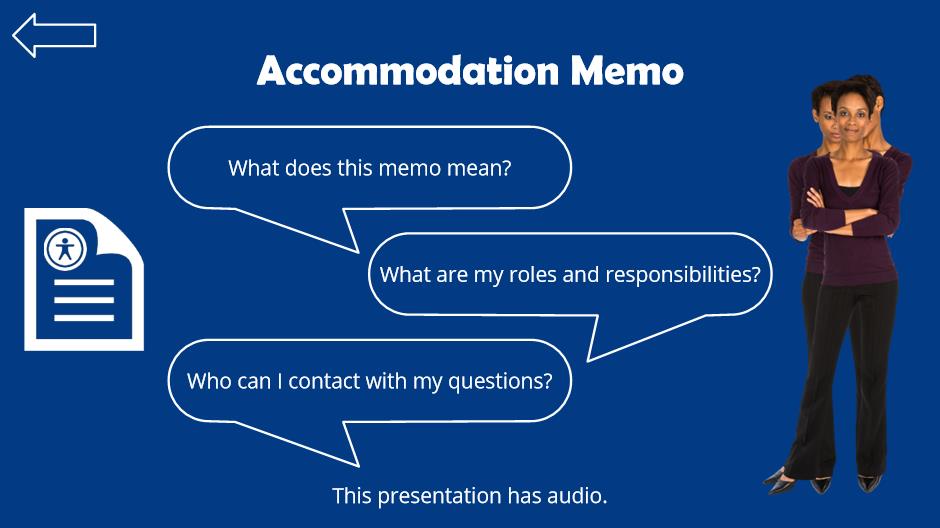 Accommodation Memo
What does this memo mean?
What are my roles and responsibilities?
Who can I contact with my questions?
This presentation has audio.